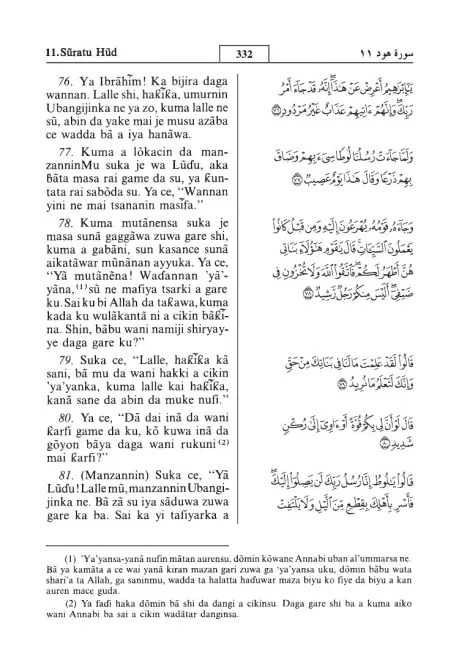 11. Sūratu Hūd
332
سورة هود ١١
76. Ya Ibrāhīm! Ka bijira daga
wannan. Lalle shi, haƙīƙa, umurnin
Ubangijinka ne ya zo, kuma lalle ne
sũ, abin da yake mai je musu azāba
ce wadda bā a iya hanāwa.
77. Kuma a lōkacin da man-
zanninMu suka je wa Lūɗu, aka
ɓāta masa rai game da su, ya ƙun-
tata rai sabōda su. Ya ce, “Wannan
yini ne mai tsananin masīfa.”
78. Kuma mutānensa suka je
masa sunā gaggāwa zuwa gare shi,
kuma a gabāni, sun kasance sunā
aikatāwar mũnānan ayyuka. Ya ce,
“Yā mutānēna! Waɗannan ’yā’-
yāna,(1) sũ ne mafiya tsarki a gare
ku. Sai ku bi Allah da taƙawa, kuma
kada ku wulākantā ni a cikin bāƙī-
na. Shin, bābu wani namiji shiryay-
ye daga gare ku?”
79. Suka ce, “Lalle, haƙīƙa kā
sani, bā mu da wani hakki a cikin
’ya’yanka, kuma lalle kai haƙīƙa,
kanā sane da abin da muke nufi.”
80. Ya ce, “Dā dai inā da wani
ƙarfi game da ku, kō kuwa inā da
gōyon bāya daga wani rukuni(2)
mai ƙarfi?”
81. (Manzannin) Suka ce, “Yā
Lūɗu! Lalle mũ, manzannin Ubangi-
jinka ne. Bā zā su iya sāduwa zuwa
gare ka ba. Sai ka yi tafiyarka a
يَٰٓإِبْرَٰهِيمُ أَعْرِضْ عَنْ هَٰذَآ إِنَّهُۥ قَدْ جَآءَ أَمْرُ
رَبِّكَ وَإِنَّهُمْ ءَاتِيهِمْ عَذَابٌ غَيْرُ مَرْدُودٍ ٧٦
وَلَمَّا جَآءَتْ رُسُلُنَا لُوطًا سِيٓءَ بِهِمْ وَضَاقَ
بِهِمْ ذَرْعًا وَقَالَ هَٰذَا يَوْمٌ عَصِيبٌ ٧٧
وَجَآءَهُۥ قَوْمُهُۥ يُهْرَعُونَ إِلَيْهِ وَمِن قَبْلُ كَانُوا۟
يَعْمَلُونَ ٱلسَّيِّـَٔاتِ قَالَ يَٰقَوْمِ هَٰٓؤُلَآءِ بَنَاتِى
هُنَّ أَطْهَرُ لَكُمْ فَٱتَّقُوا۟ ٱللَّهَ وَلَا تُخْزُونِ فِى
ضَيْفِىٓ أَلَيْسَ مِنكُمْ رَجُلٌ رَّشِيدٌ ٧٨
قَالُوا۟ لَقَدْ عَلِمْتَ مَا لَنَا فِى بَنَاتِكَ مِنْ حَقٍّ
وَإِنَّكَ لَتَعْلَمُ مَا نُرِيدُ ٧٩
قَالَ لَوْ أَنَّ لِى بِكُمْ قُوَّةً أَوْ ءَاوِىٓ إِلَىٰ رُكْنٍ
شَدِيدٍ ٨٠
قَالُوا۟ يَٰلُوطُ إِنَّا رُسُلُ رَبِّكَ لَن يَصِلُوٓا۟ إِلَيْكَ
فَأَسْرِ بِأَهْلِكَ بِقِطْعٍ مِّنَ ٱلَّيْلِ وَلَا يَلْتَفِتْ
(1) ’Ya’yansa-yanā nufin mātan aurensu, dōmin kōwane Annabi uban al’ummarsa ne.
Bā ya kamāta a ce wai yanā kiran mazan gari zuwa ga ’ya’yansa uku, dōmin bābu wata
shari’a ta Allah, ga saninmu, wadda ta halatta haɗuwar maza biyu ko fiye da biyu a kan
auren mace guda.
(2) Ya faɗi haka dōmin bā shi da dangi a cikinsu. Daga gare shi ba a kuma aiko
wani Annabi ba sai a cikin wadātar danginsa.